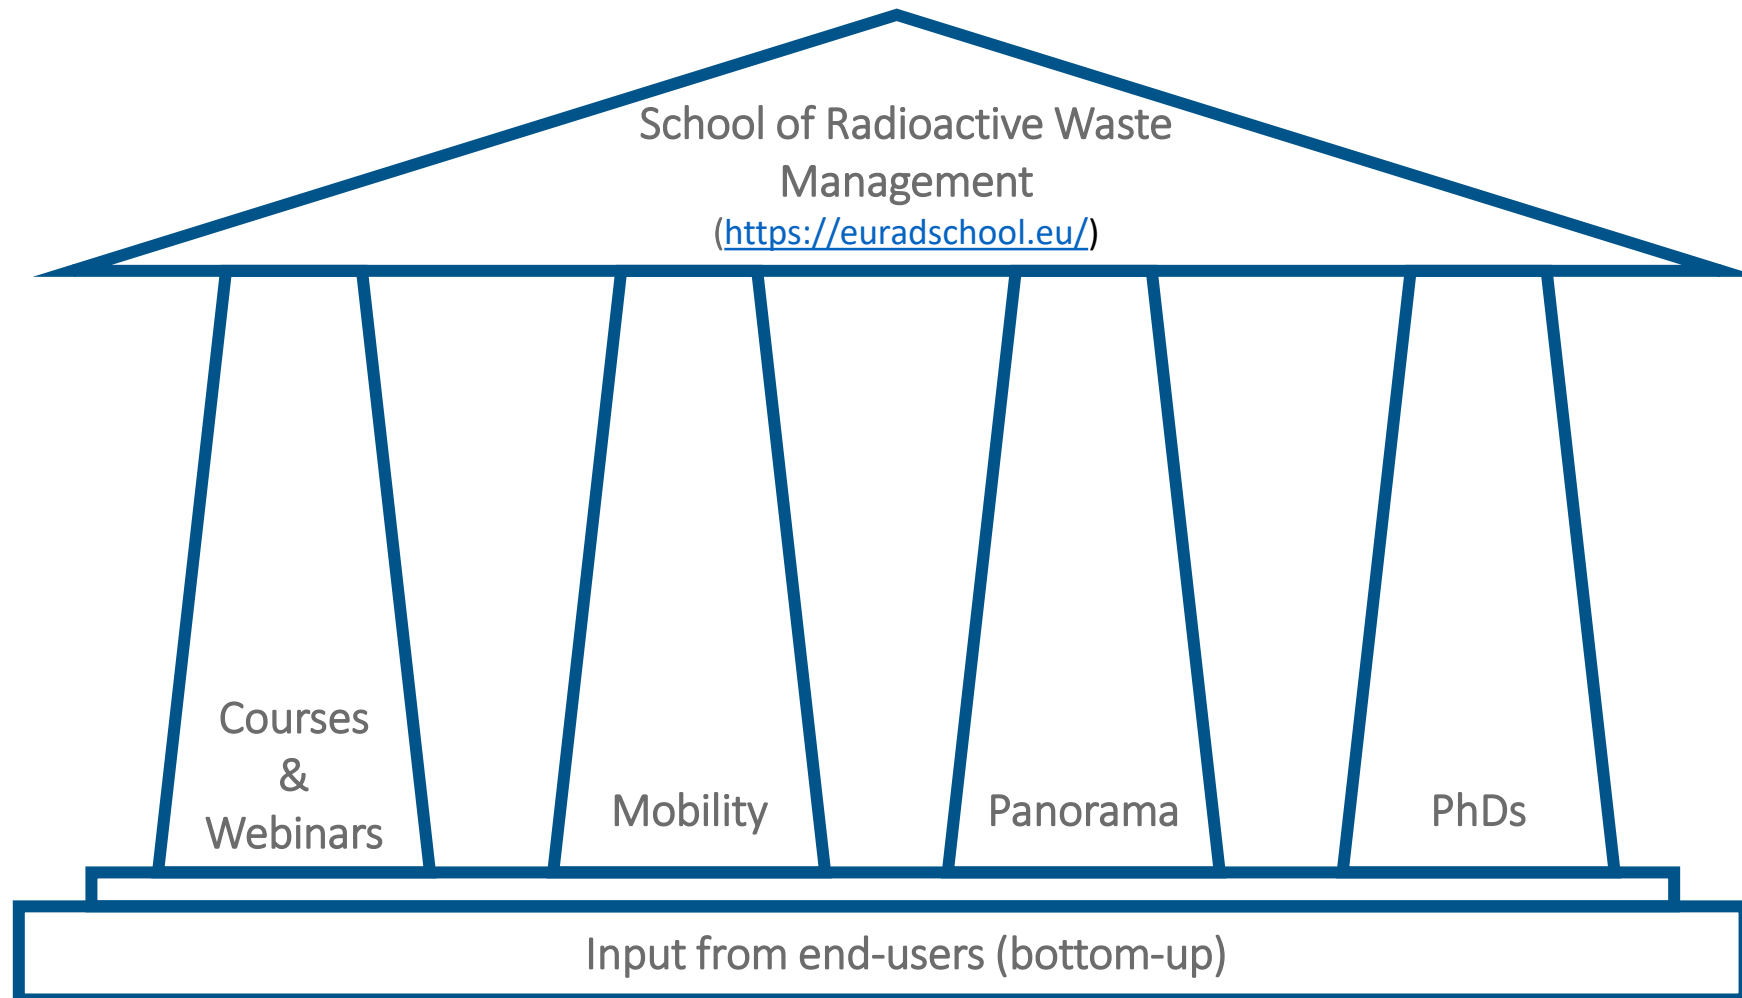 School of Radioactive Waste
Management
(https://euradschool.eu/)
Courses
&
Webinars
Mobility
Panorama
PhDs
Input from end-users (bottom-up)